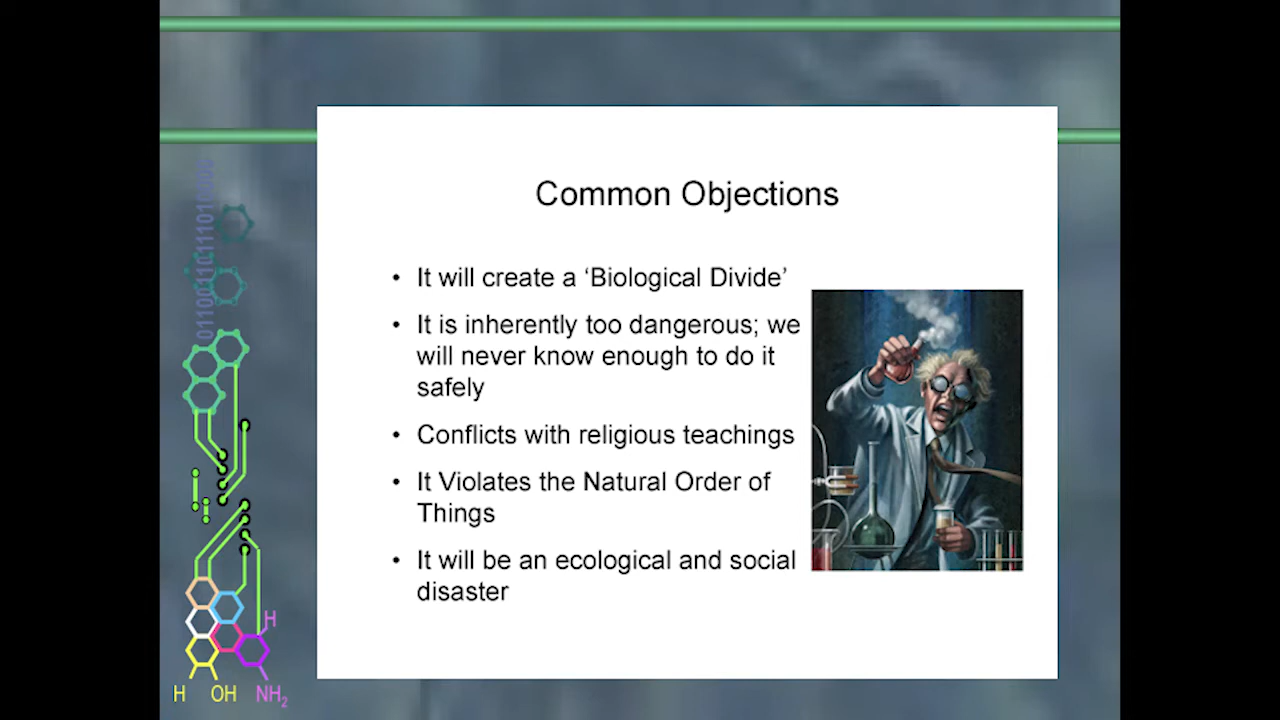 Common Objections
• It will create a ‘Biological Divide’
• It is inherently too dangerous; we
will never know enough to do it
safely
• Conflicts with religious teachings
• It Violates the Natural Order of
Things
• It will be an ecological and social
disaster
H
H
OH
NH₂